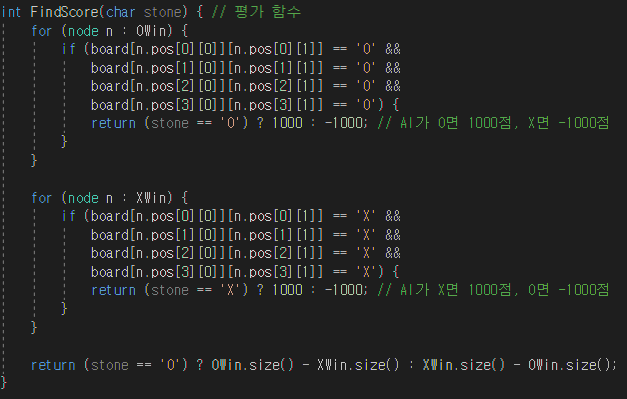 int FindScore(char stone) { // 평가 함수
for (node n : OWin) {
if (board[n.pos[0][0]][n.pos[0][1]] == 'O' &&
board[n.pos[1][0]][n.pos[1][1]] == 'O' &&
board[n.pos[2][0]][n.pos[2][1]] == 'O' &&
board[n.pos[3][0]][n.pos[3][1]] == 'O') {
return (stone == 'O') ? 1000 : -1000; // AI가 O면 1000점, X면 -1000점
}
}
for (node n : XWin) {
if (board[n.pos[0][0]][n.pos[0][1]] == 'X' &&
board[n.pos[1][0]][n.pos[1][1]] == 'X' &&
board[n.pos[2][0]][n.pos[2][1]] == 'X' &&
board[n.pos[3][0]][n.pos[3][1]] == 'X') {
return (stone == 'X') ? 1000 : -1000; // AI가 X면 1000점, O면 -1000점
}
}
return (stone == 'O') ? OWin.size() - XWin.size() : XWin.size() - OWin.size();
}